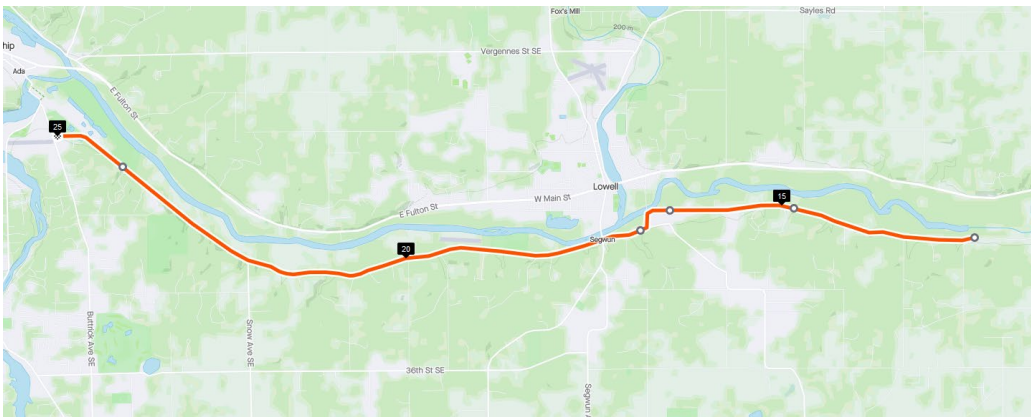 Fox's Mill
Sayles Rd
200 m
hip
Vergennes St SE
Ada
E Fulton St
25
Lowell
W Main St
15
E Fulton St
Segwun
20
Buttrick Ave SE
Snow Ave SE
36th St SE
Segwun